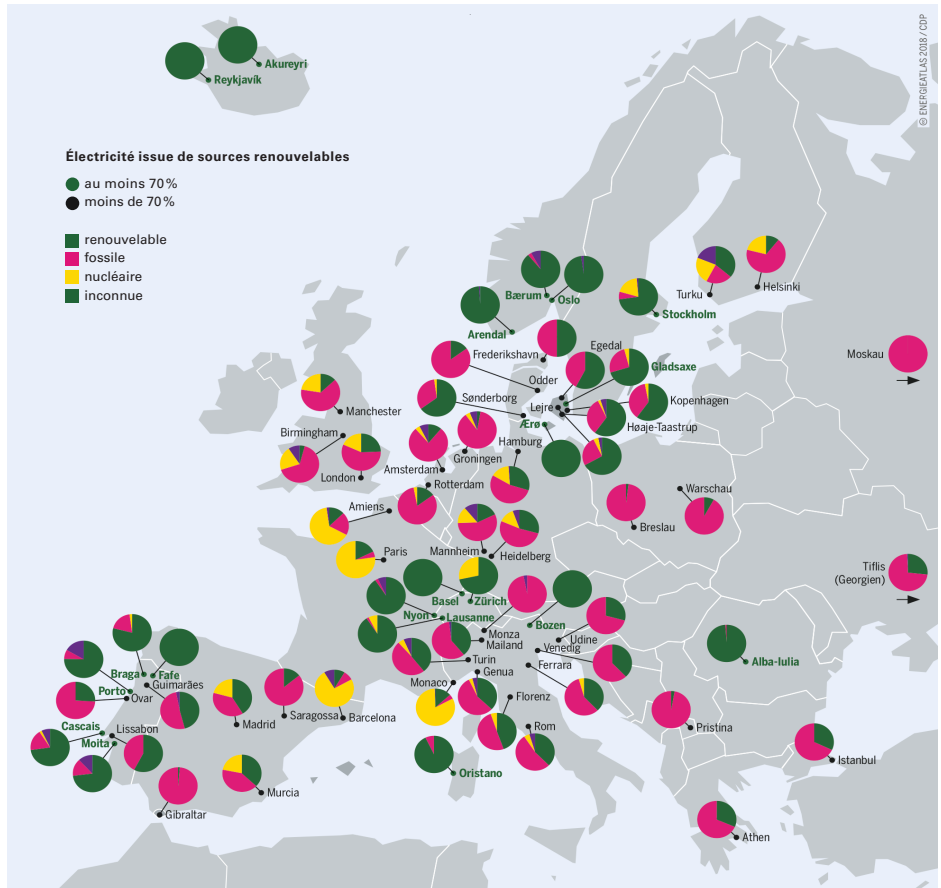 © ENERGIEATLAS 2018 / CDP
Akureyri
Reykjavík
Électricité issue de sources renouvelables
au moins 70 %
moins de 70 %
renouvelable
fossile
nucléaire
inconnue
Bærum
Oslo
Arendal
Turku
Helsinki
Stockholm
Moskau
Frederikshavn
Egedal
Gladsaxe
Odder
Manchester
Sønderborg
Lejre
Kopenhagen
Høaje-Taastrup
Ærø
Birmingham
Hamburg
London
Amsterdam
Groningen
Rotterdam
Warschau
Amiens
Breslau
Paris
Mannheim
Heidelberg
Tiflis
(Georgien)
Basel
Zürich
Nyon
Lausanne
Bozen
Monza
Mailand
Udine
Venedig
Turin
Ferrara
Genua
Monaco
Alba-Iulia
Braga
Fafe
Guimarães
Porto
Ovar
Madrid
Saragossa
Barcelona
Florenz
Rom
Pristina
Cascais
Lissabon
Moita
Oristano
Istanbul
Murcia
Gibraltar
Athen